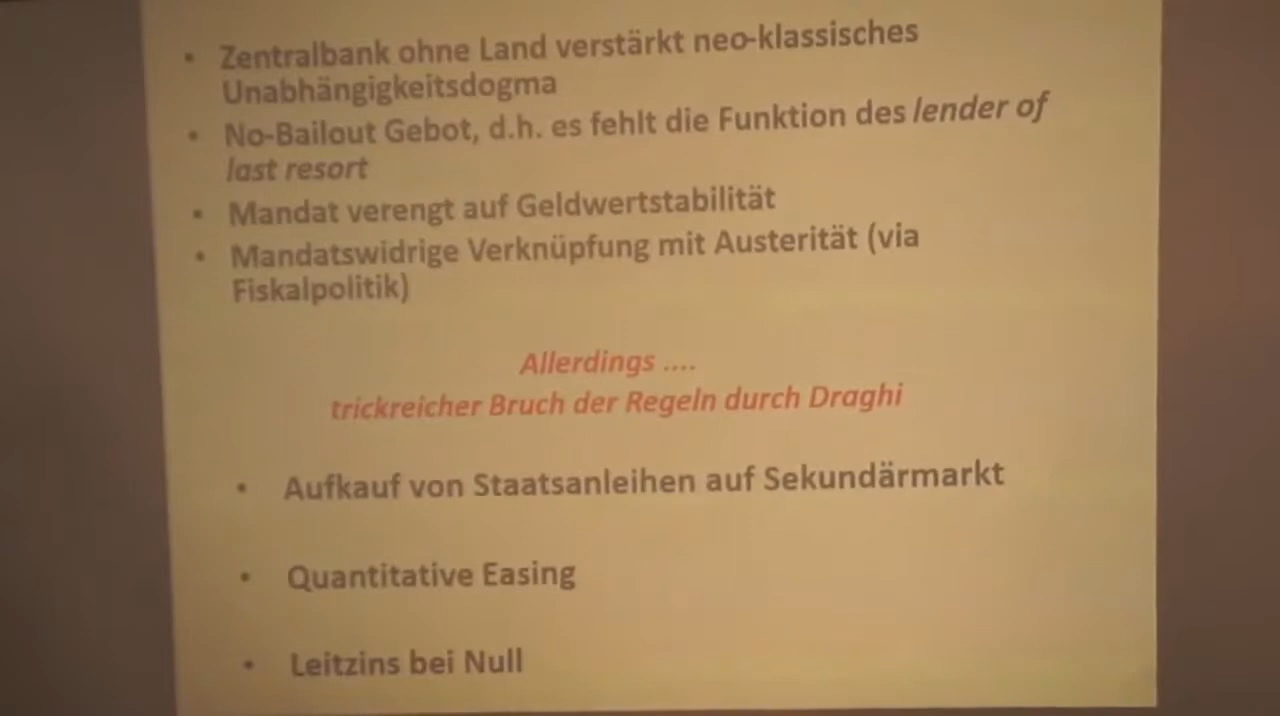 • Zentralbank ohne Land verstärkt neo-klassisches
Unabhängigkeitsdogma
• No-Bailout Gebot, d.h. es fehlt die Funktion des lender of
last resort
• Mandat verengt auf Geldwertstabilität
• Mandatswidrige Verknüpfung mit Austerität (via
Fiskalpolitik)
Allerdings ....
trickreicher Bruch der Regeln durch Draghi
• Aufkauf von Staatsanleihen auf Sekundärmarkt
• Quantitative Easing
• Leitzins bei Null